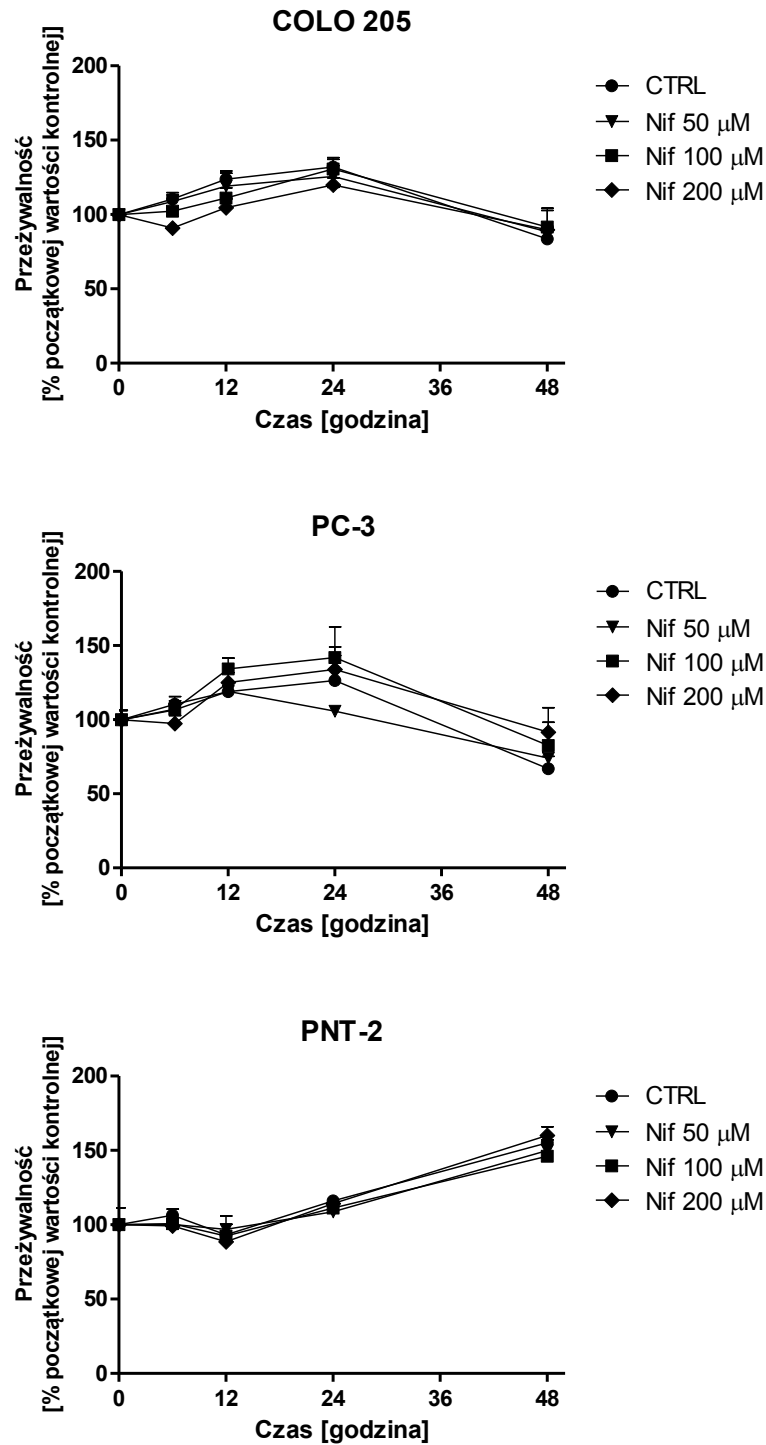 COLO 205
Przeżywalność
[% początkowej wartości kontrolnej]
200
150
100
50
0
0 12 24 36 48
Czas [godzina]
CTRL
Nif 50 μM
Nif 100 μM
Nif 200 μM
PC-3
Przeżywalność
[% początkowej wartości kontrolnej]
200
150
100
50
0
0 12 24 36 48
Czas [godzina]
CTRL
Nif 50 μM
Nif 100 μM
Nif 200 μM
PNT-2
Przeżywalność
[% początkowej wartości kontrolnej]
200
150
100
50
0
0 12 24 36 48
Czas [godzina]
CTRL
Nif 50 μM
Nif 100 μM
Nif 200 μM